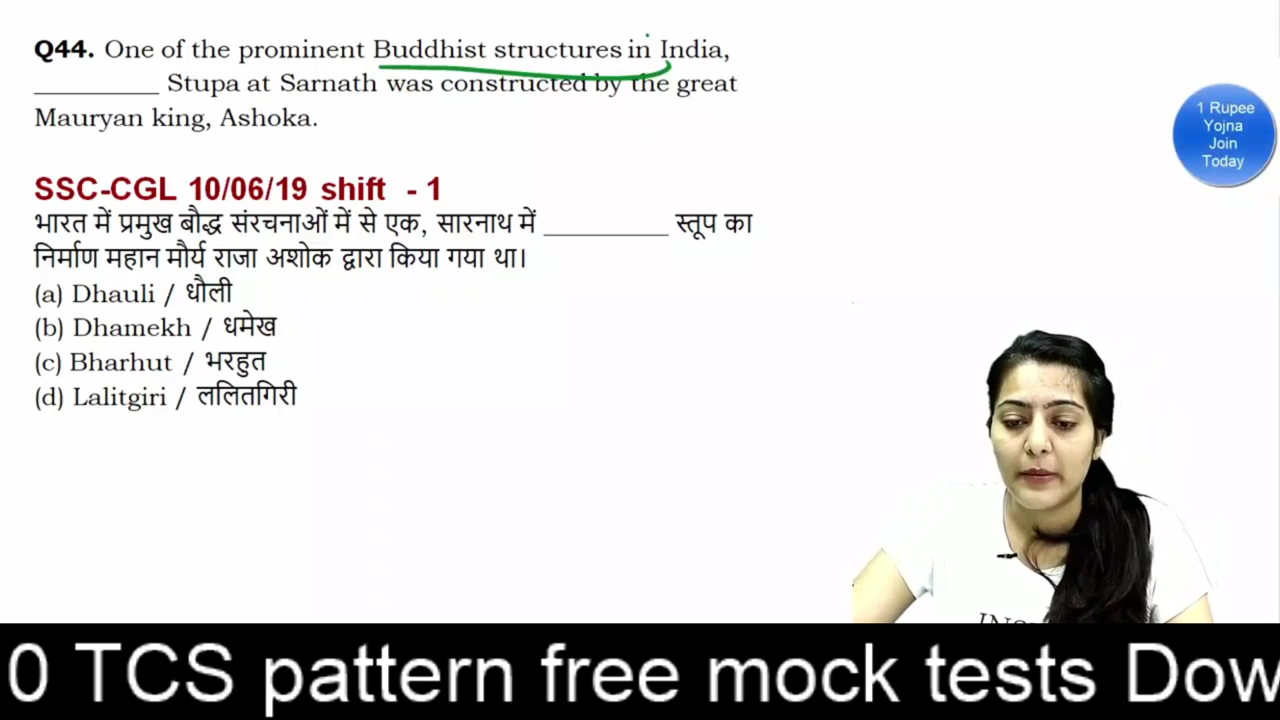 Q44. One of the prominent Buddhist structures in India,
__________ Stupa at Sarnath was constructed by the great
Mauryan king, Ashoka.
1 Rupee
Yojna
Join
Today
SSC-CGL 10/06/19 shift - 1
भारत में प्रमुख बौद्ध संरचनाओं में से एक, सारनाथ में __________ स्तूप का
निर्माण महान मौर्य राजा अशोक द्वारा किया गया था।
(a) Dhauli / धौली
(b) Dhamekh / धमेख
(c) Bharhut / भरहुत
(d) Lalitgiri / ललितगिरी
0 TCS pattern free mock tests Dow